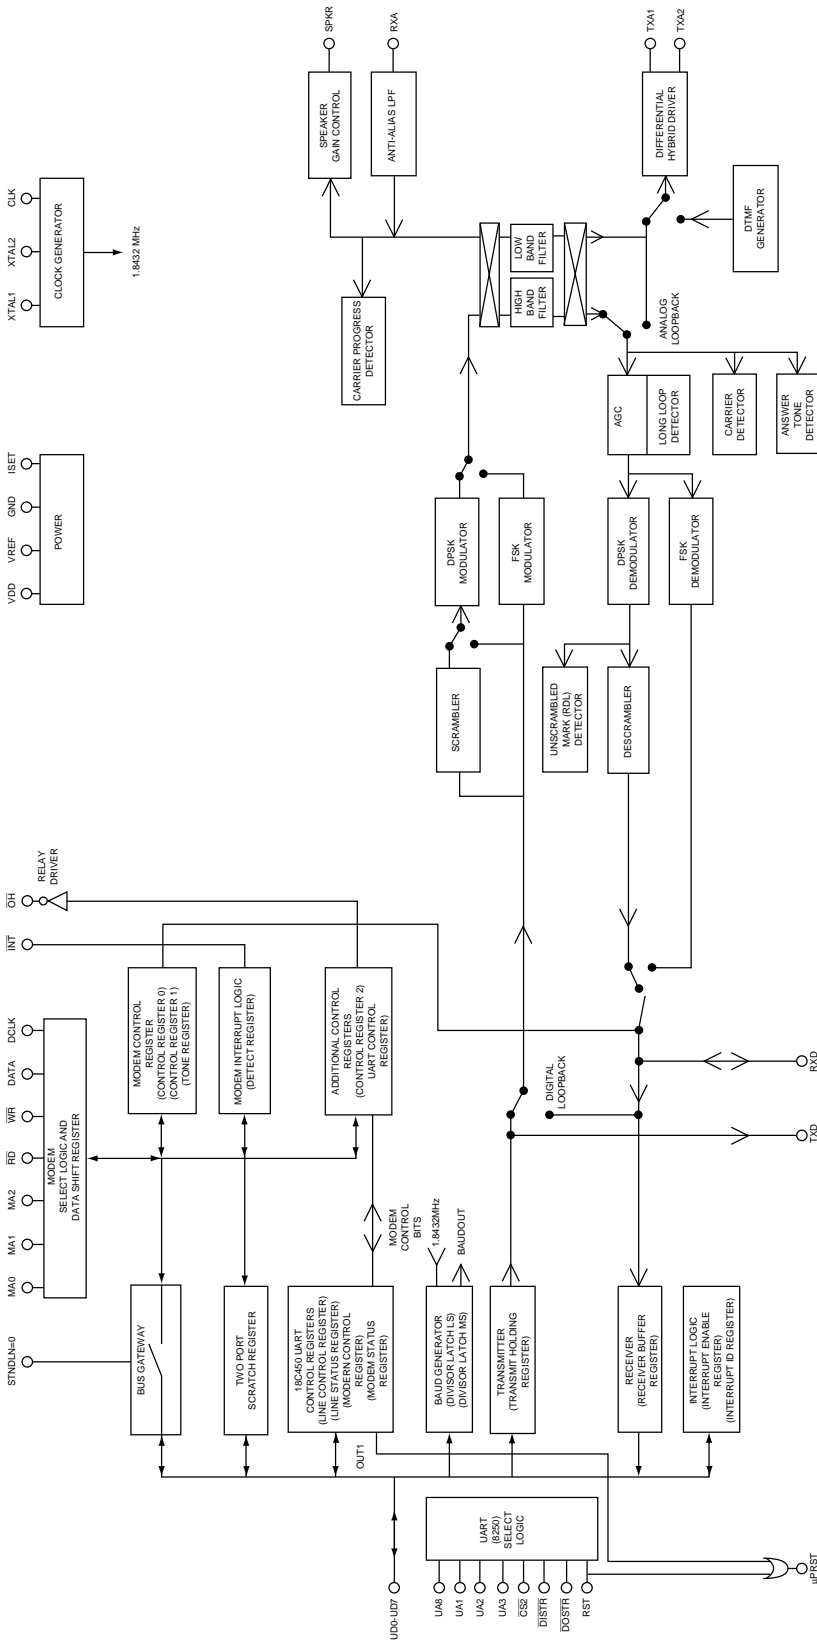 STNDLN=0
MA0
MA1
MA2
RD
WR
DATA
DCLK
INT
OH
RELAY
DRIVER
VDD
VREF
GND
ISET
XTAL1
XTAL2
CLK
MODEM
SELECT LOGIC AND
DATA SHIFT REGISTER
POWER
CLOCK GENERATOR
1.8432 MHz
BUS GATEWAY
MODEM CONTROL
REGISTER
(CONTROL REGISTER 0)
(CONTROL REGISTER 1)
(TONE REGISTER)
TWO PORT
SCRATCH REGISTER
MODEM INTERRUPT LOGIC
(DETECT REGISTER)
18C450 UART
CONTROL REGISTERS
(LINE CONTROL REGISTER)
(LINE STATUS REGISTER)
(MODERN CONTROL
REGISTER)
(MODEM STATUS
REGISTER)
OUT1
MODEM
CONTROL
BITS
ADDITIONAL CONTROL
REGISTERS
(CONTROL REGISTER 2)
UART CONTROL
REGISTER)
CARRIER PROGRESS
DETECTOR
SPEAKER
GAIN CONTROL
SPKR
ANTI-ALIAS LPF
RXA
UD0-UD7
UA8
UA1
UA2
UA3
CS2
DISTR
DOSTR
RST
UART
(8250)
SELECT
LOGIC
BAUD GENERATOR
(DIVISOR LATCH LS)
(DIVISOR LATCH MS)
1.8432MHz
BAUDOUT
TRANSMITTER
(TRANSMIT HOLDING
REGISTER)
DIGITAL
LOOPBACK
SCRAMBLER
DPSK
MODULATOR
FSK
MODULATOR
HIGH
BAND
FILTER
LOW
BAND
FILTER
UNSCRAMBLED
MARK (RDL)
DETECTOR
DESCRAMBLER
DPSK
DEMODULATOR
FSK
DEMODULATOR
AGC
LONG LOOP
DETECTOR
CARRIER
DETECTOR
ANSWER
TONE
DETECTOR
ANALOG
LOOPBACK
DIFFERENTIAL
HYBRID DRIVER
TXA1
TXA2
DTMF
GENERATOR
RECEIVER
(RECEIVER BUFFER
REGISTER)
INTERRUPT LOGIC
(INTERRUPT ENABLE
REGISTER)
(INTERRUPT ID REGISTER)
uPRST
TXD
RXD